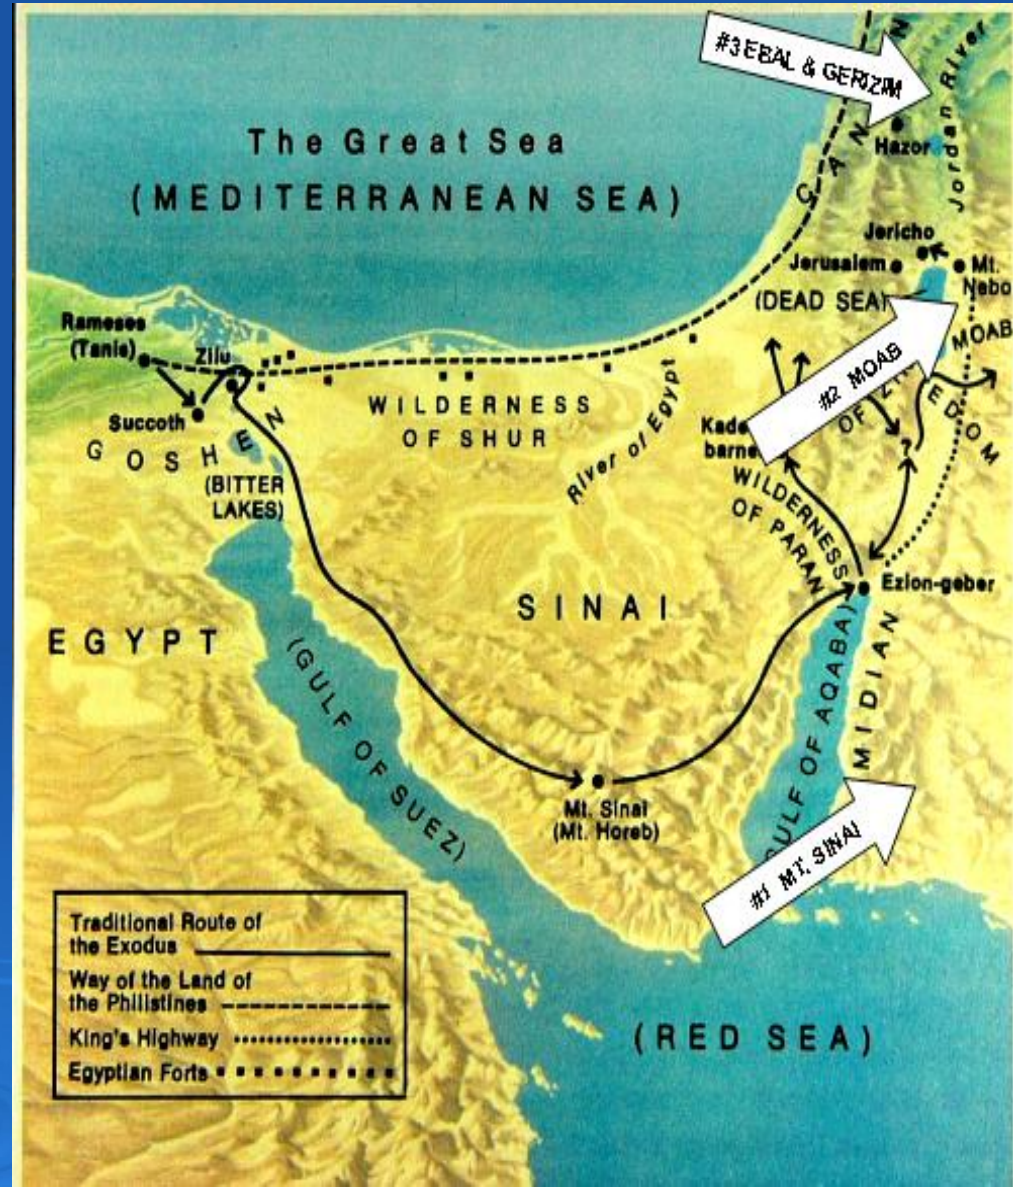 #3 EBAL & GERIZIM
Jordan River
CANAAN
Hazor
The Great Sea
(MEDITERRANEAN SEA)
Jericho
Jerusalem
Mt.
Nebo
(DEAD SEA)
MOAB
#2 MOAB
Rameses
(Tanis)
Zilu
Succoth
GOSHEN
(BITTER
LAKES)
WILDERNESS
OF SHUR
River of Egypt
EDOM
?
WILDERNESS
OF PARAN
Ezion-geber
SINAI
EGYPT
(GULF OF SUEZ)
(GULF OF AQABA)
MIDIAN
Mt. Sinai
(Mt. Horeb)
#1 MT. SINAI
Traditional Route of
the Exodus
Way of the Land of
the Philistines
King's Highway
Egyptian Forts
(RED SEA)